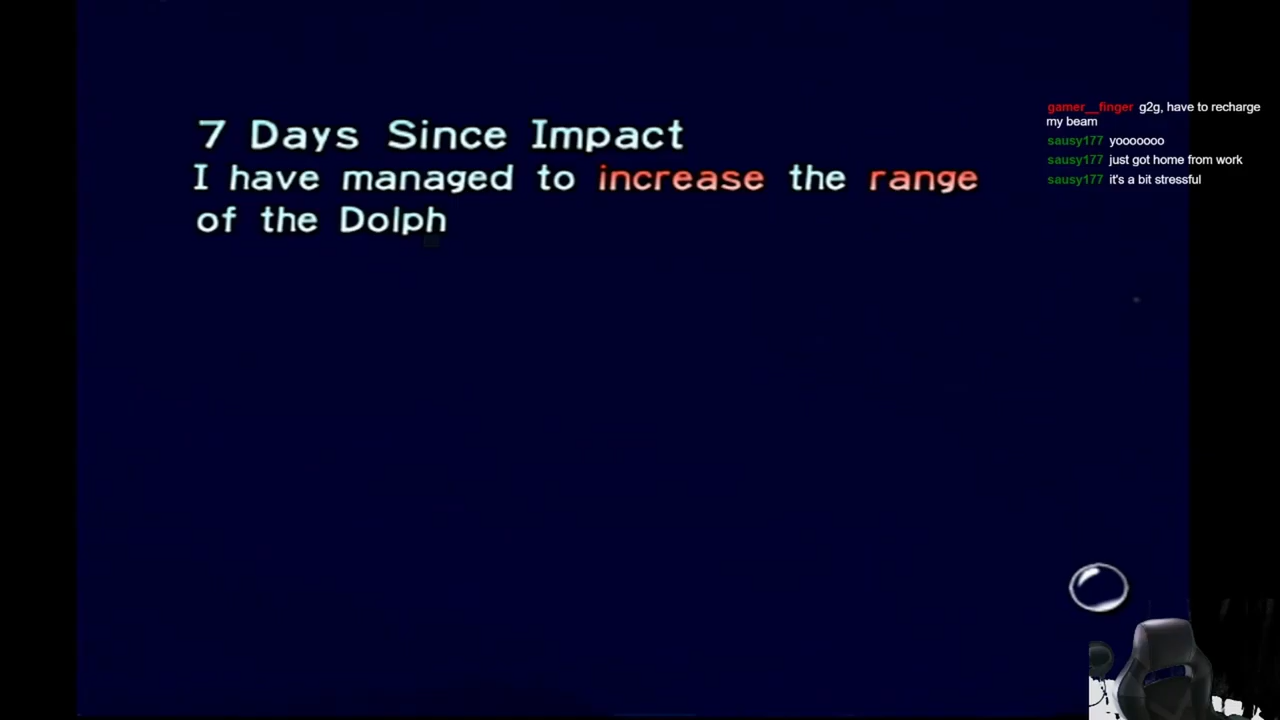 7 Days Since Impact
I have managed to increase the range
of the Dolph
gamer__finger g2g, have to recharge
my beam
sausy177 yooooooo
sausy177 just got home from work
sausy177 it's a bit stressful